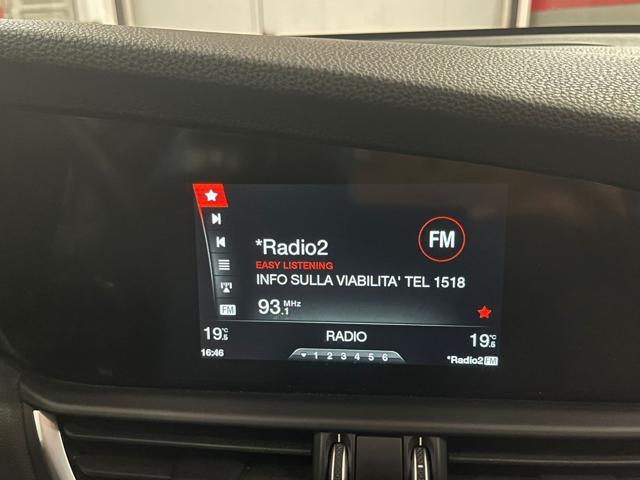 *Radio2
FM
EASY LISTENING
INFO SULLA VIABILITA' TEL 1518
93.1 MHz
FM
19.5 °C
RADIO
19.5 °C
16:46
1 2 3 4 5 6
*Radio2 FM